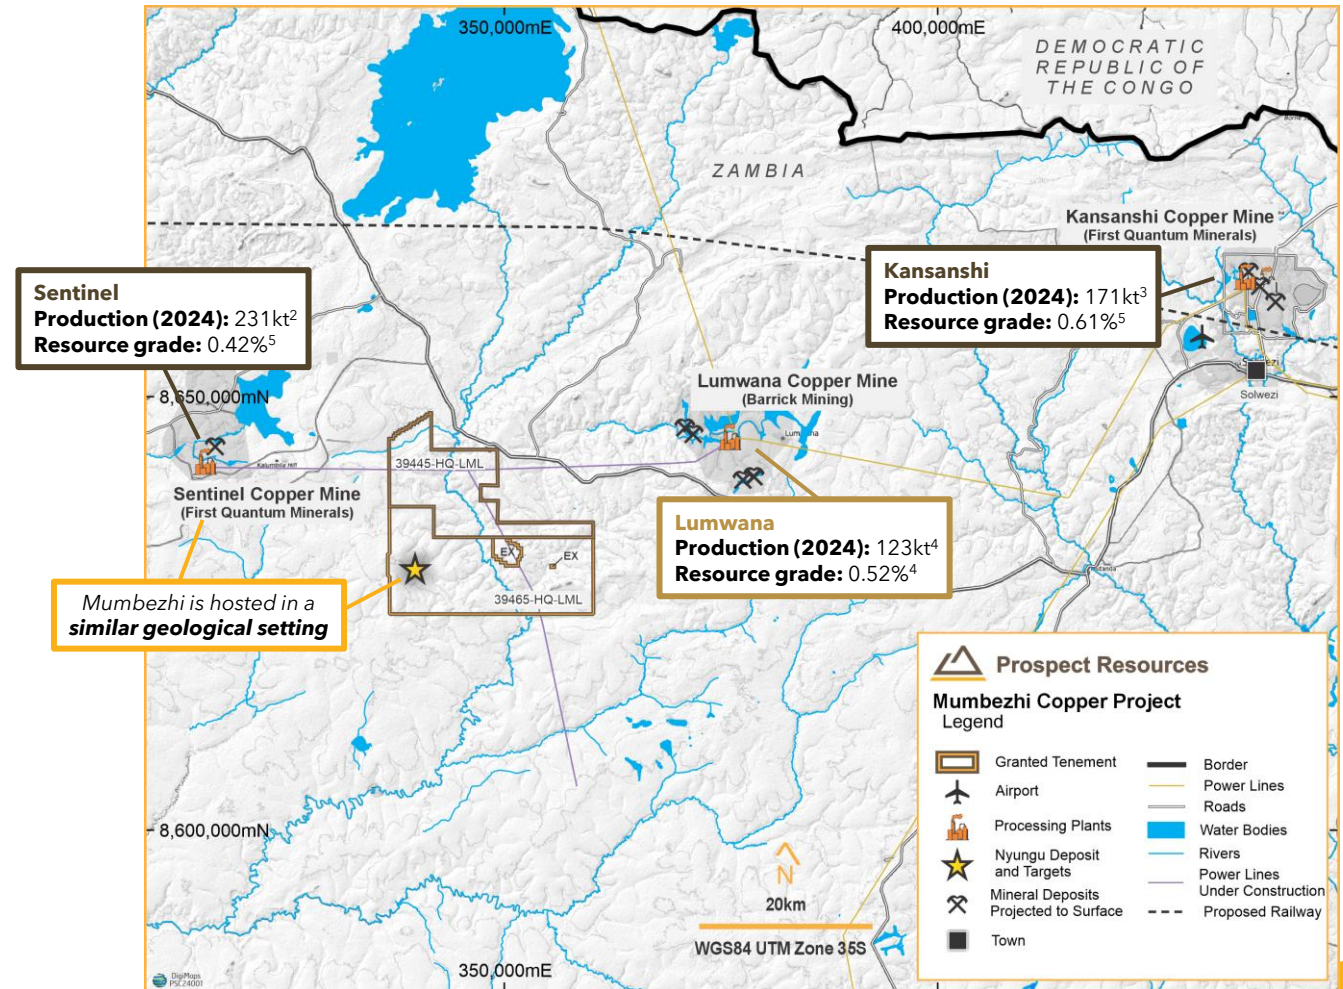 350,000mE
400,000mE
DEMOCRATIC
REPUBLIC OF
THE CONGO
ZAMBIA
Kansanshi Copper Mine
(First Quantum Minerals)
Kansanshi
Production (2024): 171kt3
Resource grade: 0.61%5
Sentinel
Production (2024): 231kt2
Resource grade: 0.42%5
8,650,000mN
Lumwana Copper Mine
(Barrick Mining)
Solwezi
Solwezi
Lumwana
39445-HQ-LML
Kalumbila Hill
Sentinel Copper Mine
(First Quantum Minerals)
Lumwana
Production (2024): 123kt4
Resource grade: 0.52%4
EX
EX
39465-HQ-LML
Mumbezhi is hosted in a
similar geological setting
Prospect Resources
Mumbezhi Copper Project
Legend
Granted Tenement
Airport
Processing Plants
Nyungu Deposit
and Targets
Mineral Deposits
Projected to Surface
Town
Border
Power Lines
Roads
Water Bodies
Rivers
Power Lines
Under Construction
Proposed Railway
8,600,000mN
N
20km
WGS84 UTM Zone 35S
350,000mE
DigiMaps
PSC24001